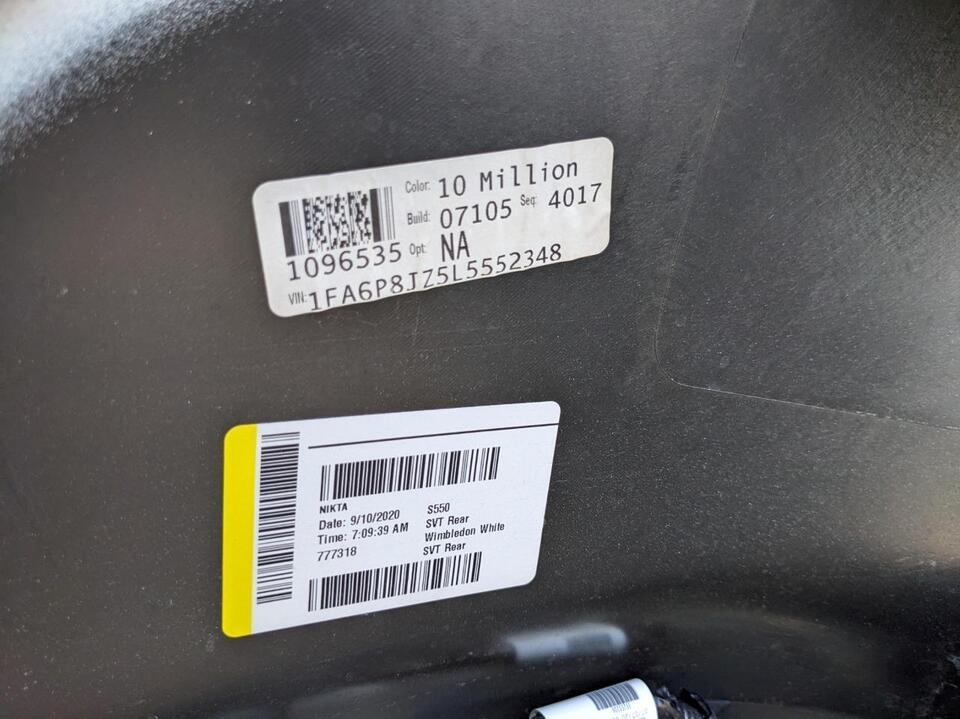 Color: 10 Million
Build: 07105 Seq: 4017
1096535 Opt: NA
VIN: 1FA6P8JZ5L5552348
NIKTA S550
Date: 9/10/2020 SVT Rear
Time: 7:09:39 AM Wimbledon White
777318 SVT Rear